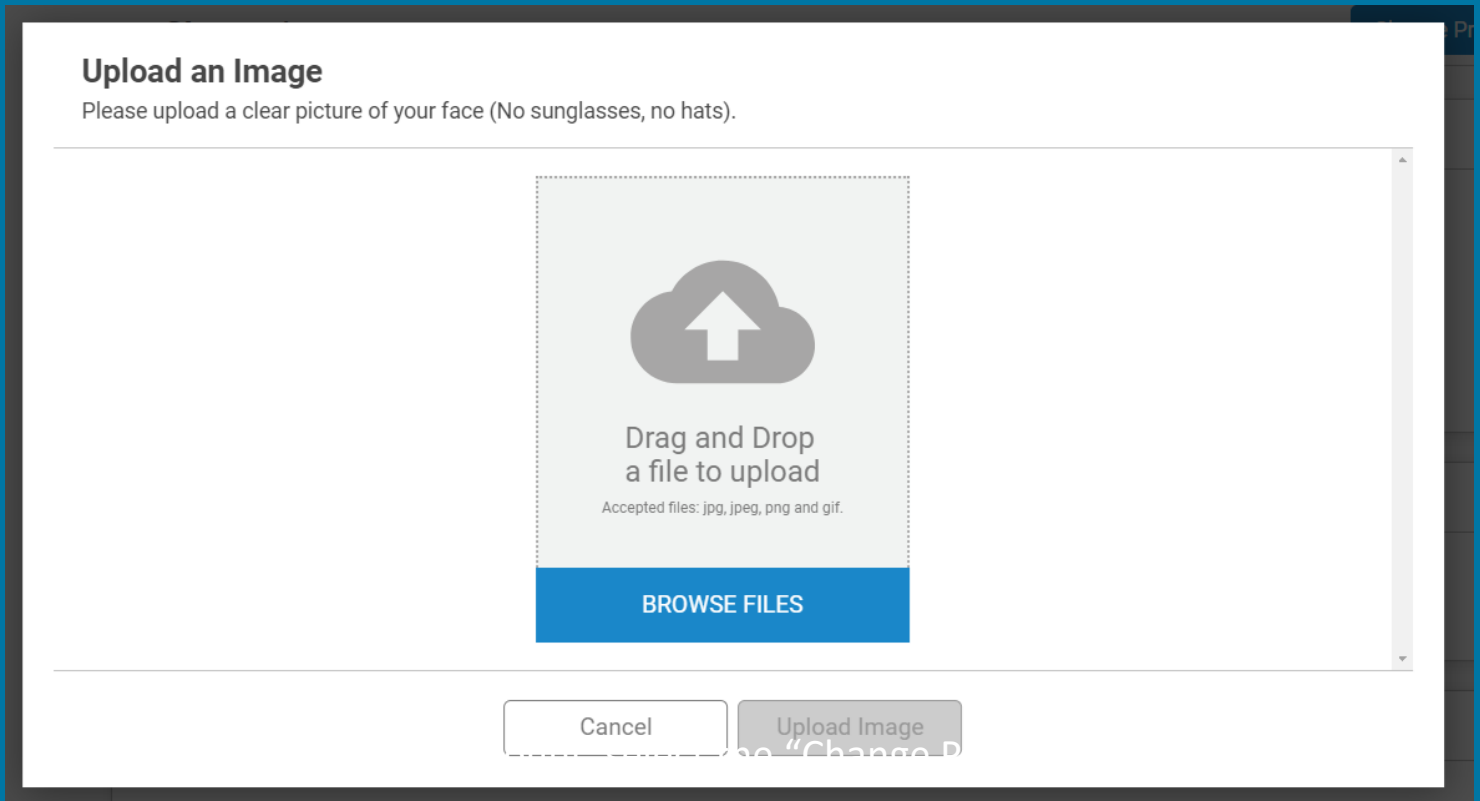 Upload an Image
Please upload a clear picture of your face (No sunglasses, no hats).
Drag and Drop
a file to upload
Accepted files: jpg, jpeg, png and gif.
BROWSE FILES
Cancel
Upload Image
“Change